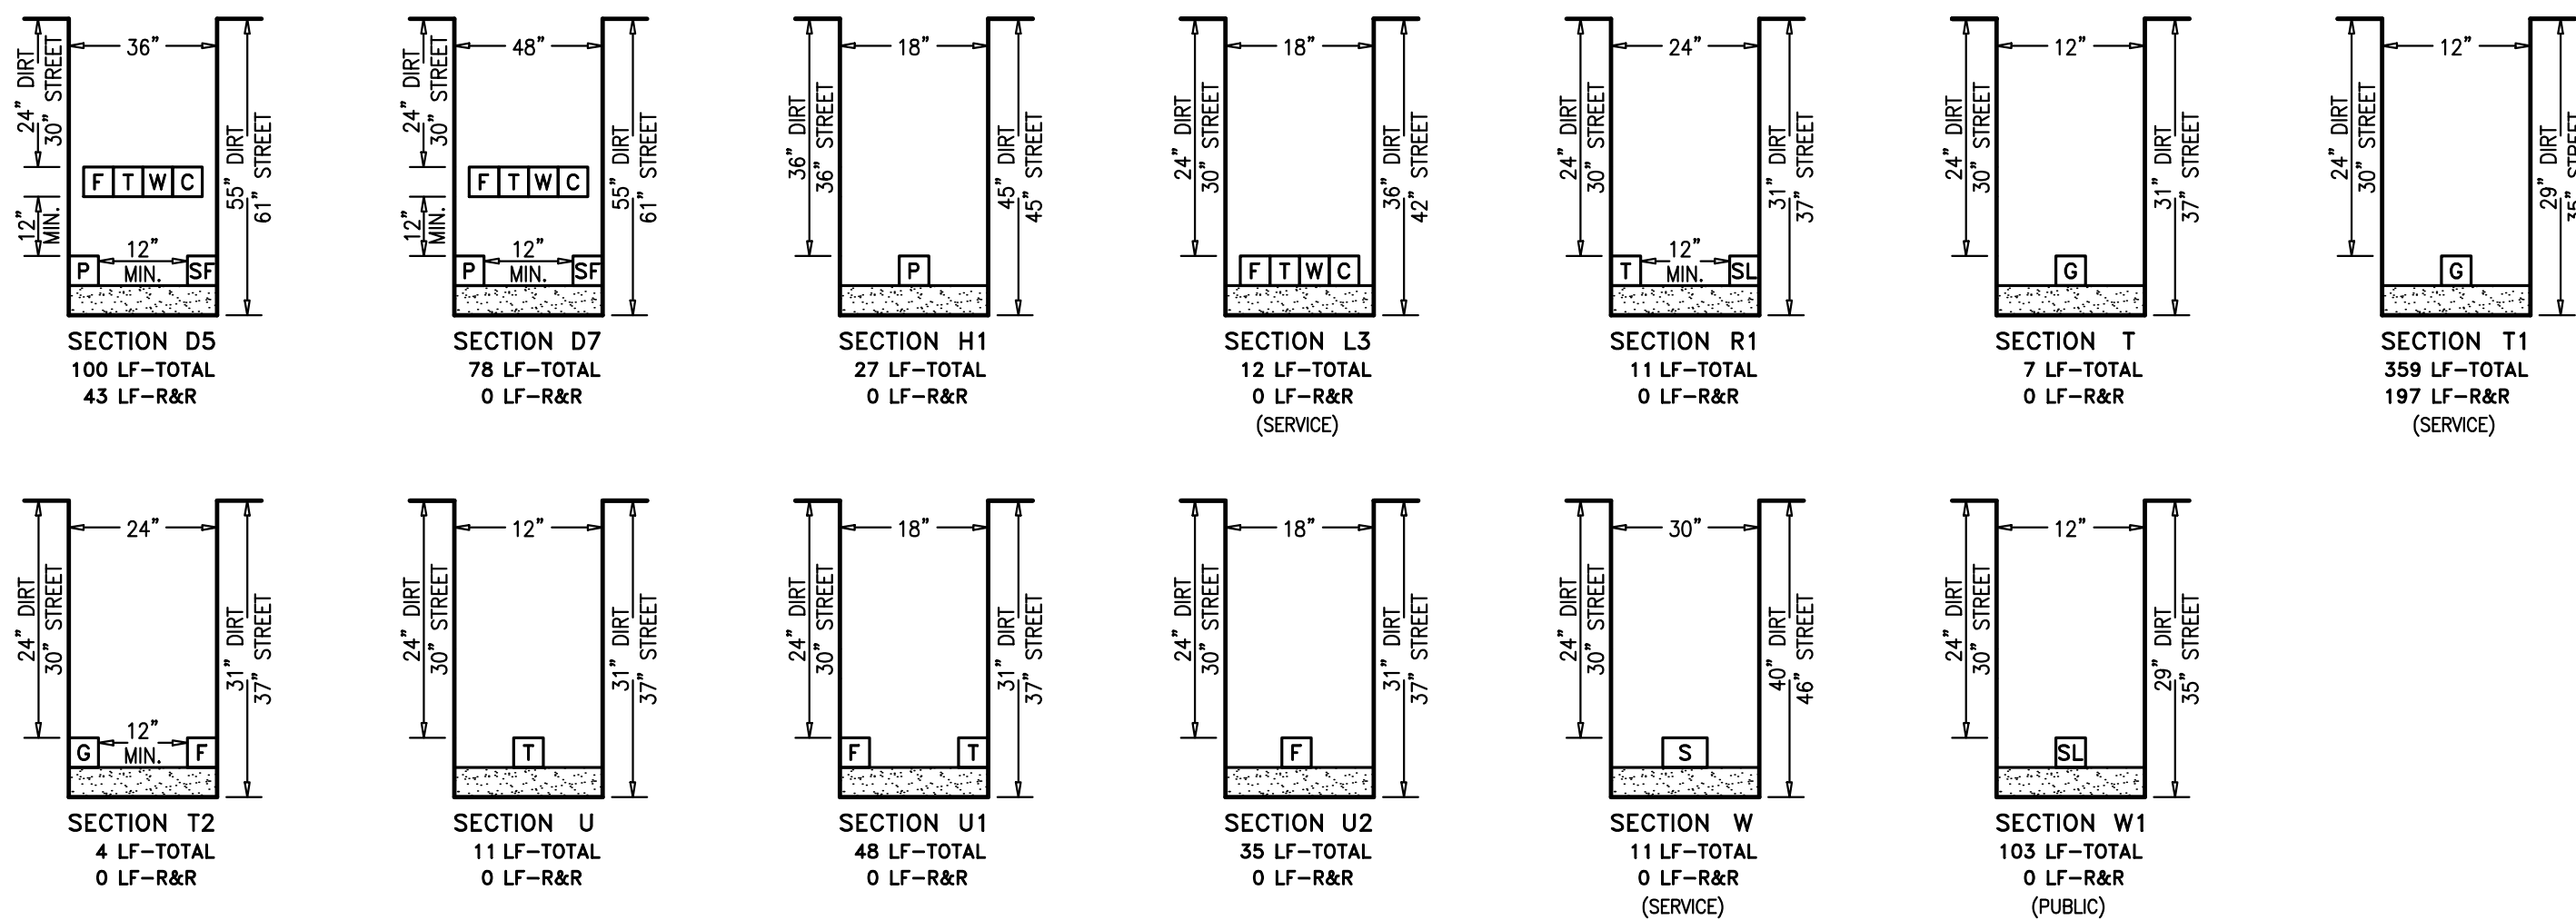 36”
24” DIRT
30” STREET
F T W C
12”
MIN.
12”
MIN.
P
SF
55” DIRT
61” STREET
SECTION D5
100 LF-TOTAL
43 LF-R&R
48”
24” DIRT
30” STREET
F T W C
12”
MIN.
12”
MIN.
P
SF
55” DIRT
61” STREET
SECTION D7
78 LF-TOTAL
0 LF-R&R
18”
36” DIRT
36” STREET
P
45” DIRT
45” STREET
SECTION H1
27 LF-TOTAL
0 LF-R&R
18”
24” DIRT
30” STREET
F T W C
36” DIRT
42” STREET
SECTION L3
12 LF-TOTAL
0 LF-R&R
(SERVICE)
24”
24” DIRT
30” STREET
T
12”
MIN.
SL
31” DIRT
37” STREET
SECTION R1
11 LF-TOTAL
0 LF-R&R
12”
24” DIRT
30” STREET
G
31” DIRT
37” STREET
SECTION T
7 LF-TOTAL
0 LF-R&R
12”
24” DIRT
30” STREET
G
29” DIRT
35” STREET
SECTION T1
359 LF-TOTAL
197 LF-R&R
(SERVICE)
24”
24” DIRT
30” STREET
G
12”
MIN.
F
31” DIRT
37” STREET
SECTION T2
4 LF-TOTAL
0 LF-R&R
12”
24” DIRT
30” STREET
T
31” DIRT
37” STREET
SECTION U
11 LF-TOTAL
0 LF-R&R
18”
24” DIRT
30” STREET
F
T
31” DIRT
37” STREET
SECTION U1
48 LF-TOTAL
0 LF-R&R
18”
24” DIRT
30” STREET
F
31” DIRT
37” STREET
SECTION U2
35 LF-TOTAL
0 LF-R&R
30”
24” DIRT
30” STREET
S
40” DIRT
46” STREET
SECTION W
11 LF-TOTAL
0 LF-R&R
(SERVICE)
12”
24” DIRT
30” STREET
SL
29” DIRT
35” STREET
SECTION W1
103 LF-TOTAL
0 LF-R&R
(PUBLIC)